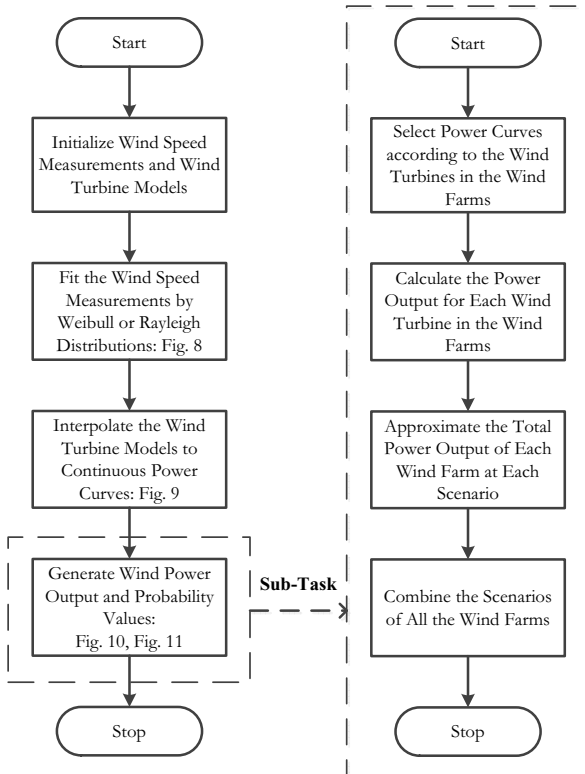 Start
Initialize Wind Speed
Measurements and Wind
Turbine Models
Fit the Wind Speed
Measurements by
Weibull or Rayleigh
Distributions: Fig. 8
Interpolate the Wind
Turbine Models to
Continuous Power
Curves: Fig. 9
Generate Wind Power
Output and Probability
Values:
Fig. 10, Fig. 11
Stop
Sub-Task
Start
Select Power Curves
according to the Wind
Turbines in the Wind
Farms
Calculate the Power
Output for Each Wind
Turbine in the Wind
Farms
Approximate the Total
Power Output of Each
Wind Farm at Each
Scenario
Combine the Scenarios
of All the Wind Farms
Stop